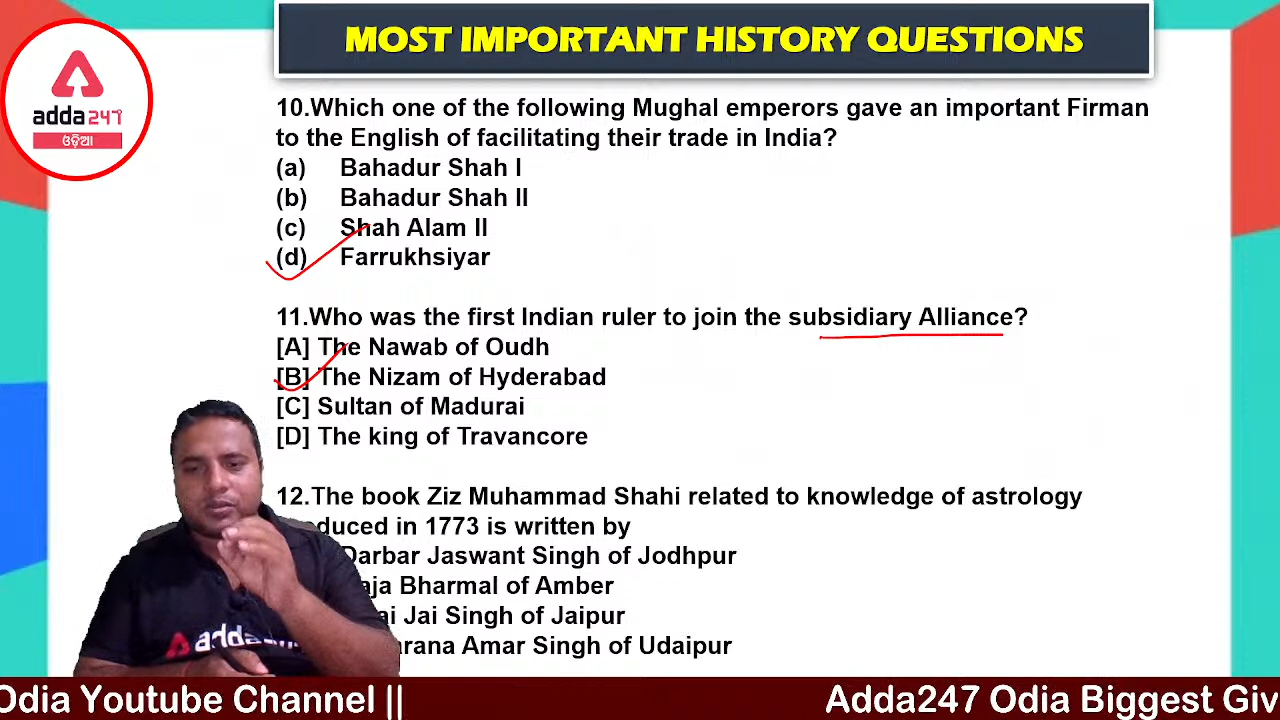 MOST IMPORTANT HISTORY QUESTIONS
adda247
ଓଡ଼ିଆ
10.Which one of the following Mughal emperors gave an important Firman
to the English of facilitating their trade in India?
(a) Bahadur Shah I
(b) Bahadur Shah II
(c) Shah Alam II
(d) Farrukhsiyar
11.Who was the first Indian ruler to join the subsidiary Alliance?
[A] The Nawab of Oudh
[B] The Nizam of Hyderabad
[C] Sultan of Madurai
[D] The king of Travancore
12.The book Ziz Muhammad Shahi related to knowledge of astrology
in 1773 is written by
Darbar Jaswant Singh of Jodhpur
Bharmal of Amber
Jai Singh of Jaipur
Amar Singh of Udaipur
Odia Youtube Channel || Adda247 Odia Biggest